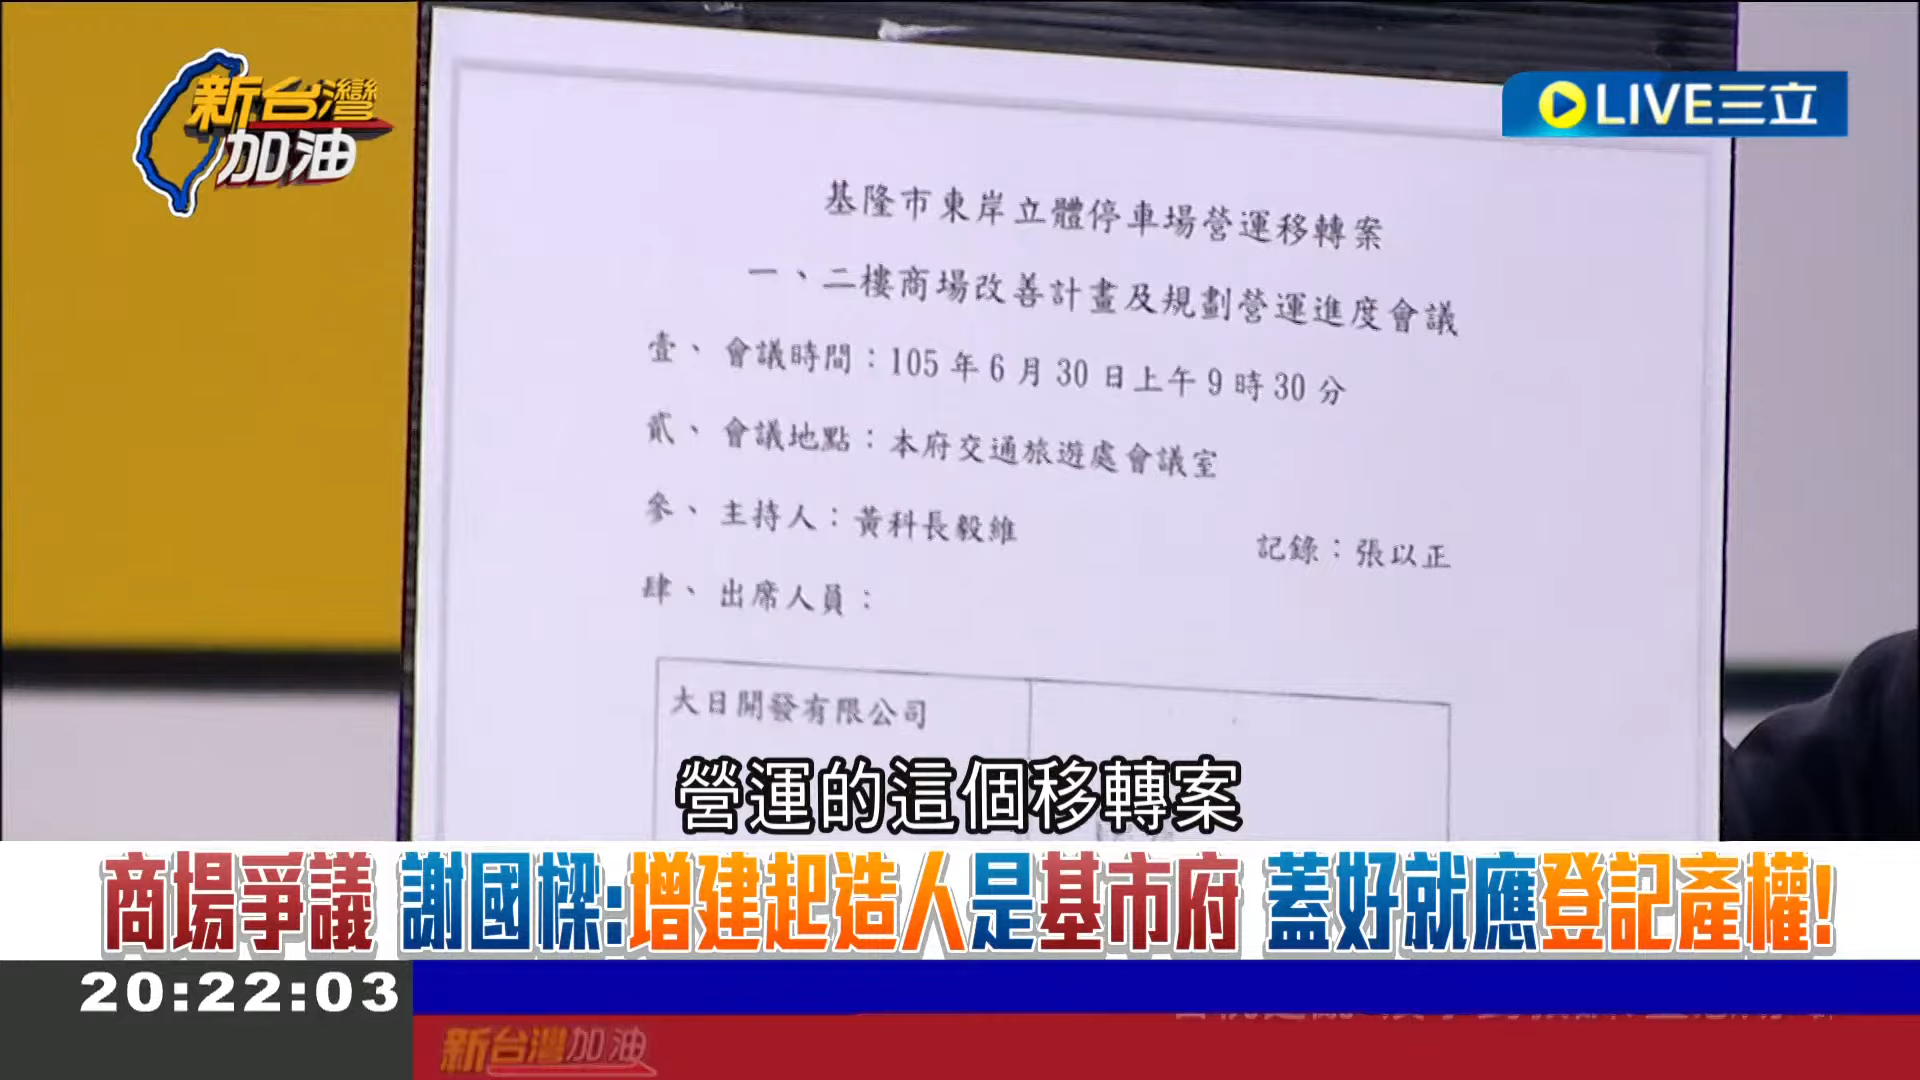 新台灣
加油
LIVE三立
基隆市東岸立體停車場營運移轉案
一、二樓商場改善計畫及規劃營運進度會議
壹、會議時間：105年6月30日上午9時30分
貳、會議地點：本府交通旅遊處會議室
參、主持人：黃科長毅維 記錄：張以正
肆、出席人員：
大日開發有限公司
營運的這個移轉案
商場爭議 謝國樑:增建起造人是基市府 蓋好就應登記產權!
20:22:03
新台灣加油